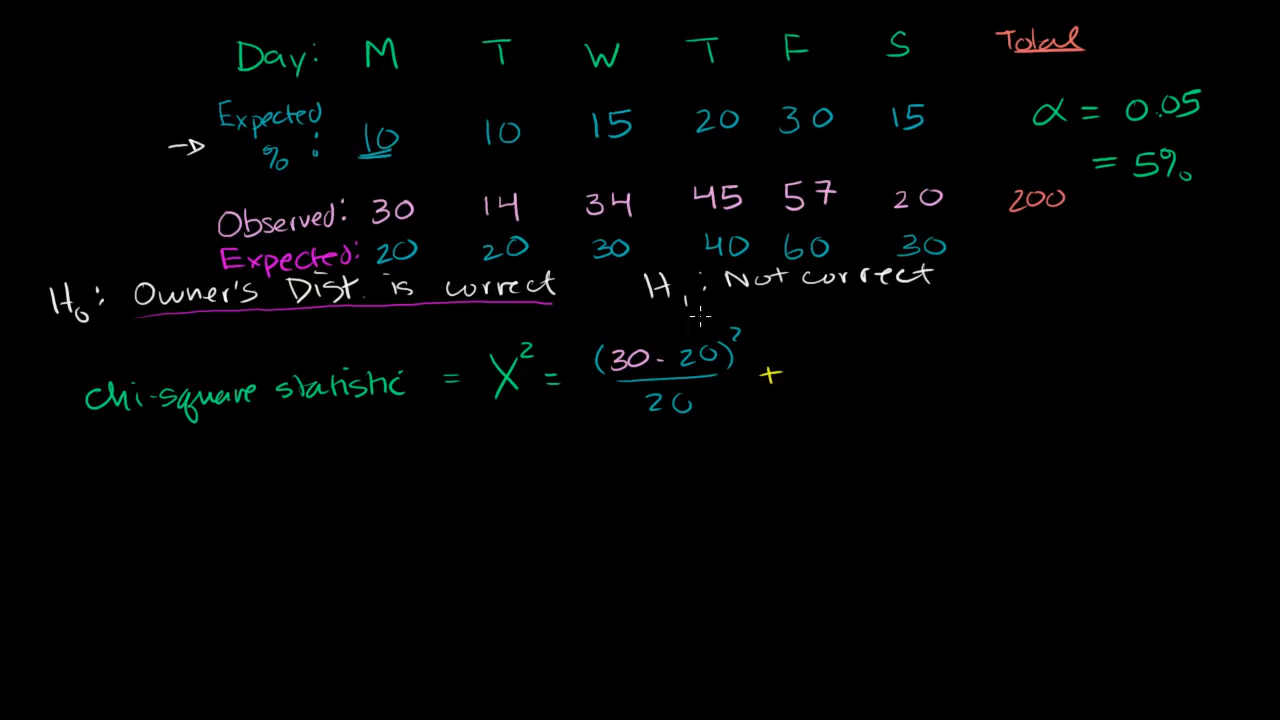 Day: M T W T F S Total
Expected %: 10 10 15 20 30 15
α = 0.05
= 5%
Observed: 30 14 34 45 57 20 200
Expected: 20 20 30 40 60 30
H₀: Owner's Dist. is correct H₁: Not correct
chi-square statistic = X² = (30 - 20)² / 20 +